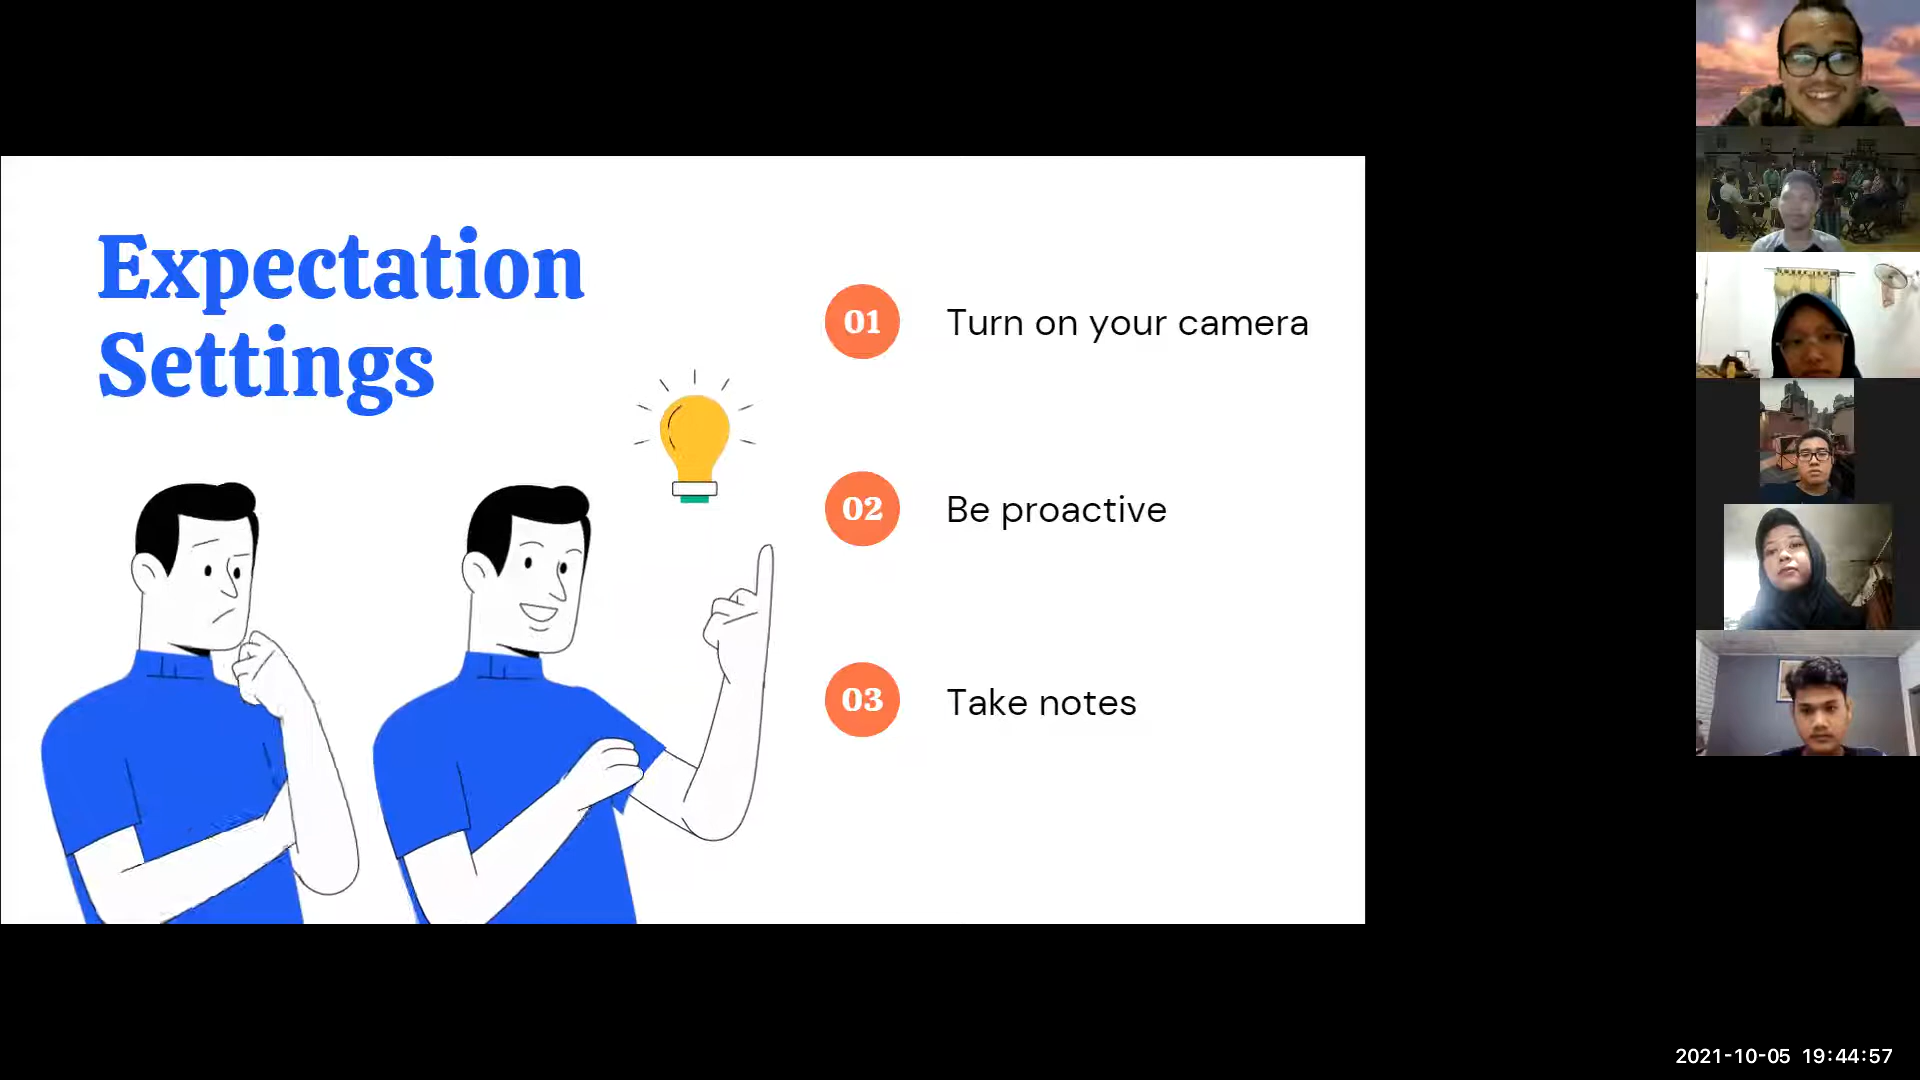 Expectation
Settings
01 Turn on your camera
02 Be proactive
03 Take notes
2021-10-05 19:44:57